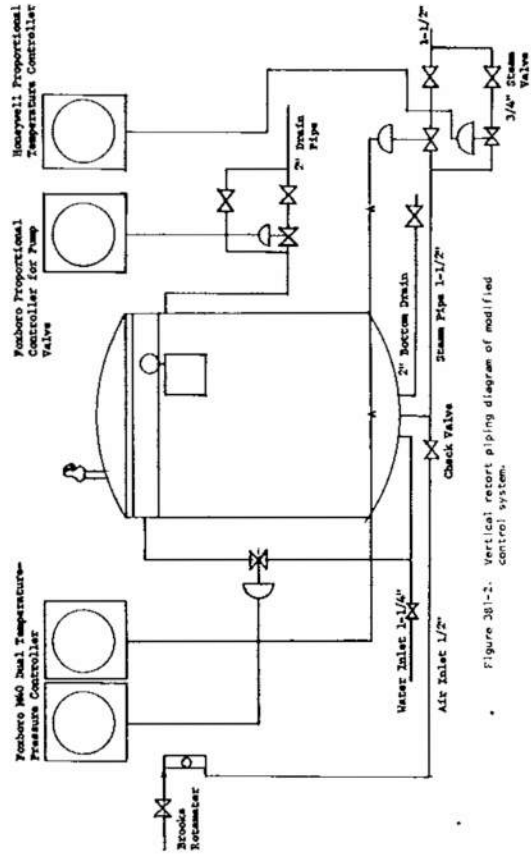 Honeywell Proportional
Temperature Controller
Foxboro Proportional
Controller for Pump
Valve
Foxboro M40 Dual Temperature-
Pressure Controller
Brooks
Rotameter
2" Drain
Pipe
1-1/2"
3/4" Steam
Valve
2" Bottom Drain
Steam Pipe 1-1/2"
Check Valve
Water Inlet 1-1/4"
Air Inlet 1/2"
Figure 381-2. Vertical retort piping diagram of modified
control system.